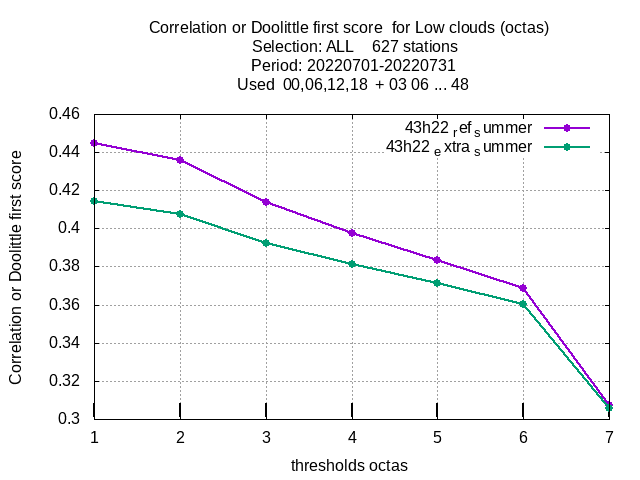 Correlation or Doolittle first score  for Low clouds (octas)
Selection: ALL    627 stations
Period: 20220701-20220731
Used  00,06,12,18  + 03 06 ... 48
43h22 ref summer
43h22 extra summer
Correlation or Doolittle first score
0.46
0.44
0.42
0.4
0.38
0.36
0.34
0.32
0.3
1 2 3 4 5 6 7
thresholds octas